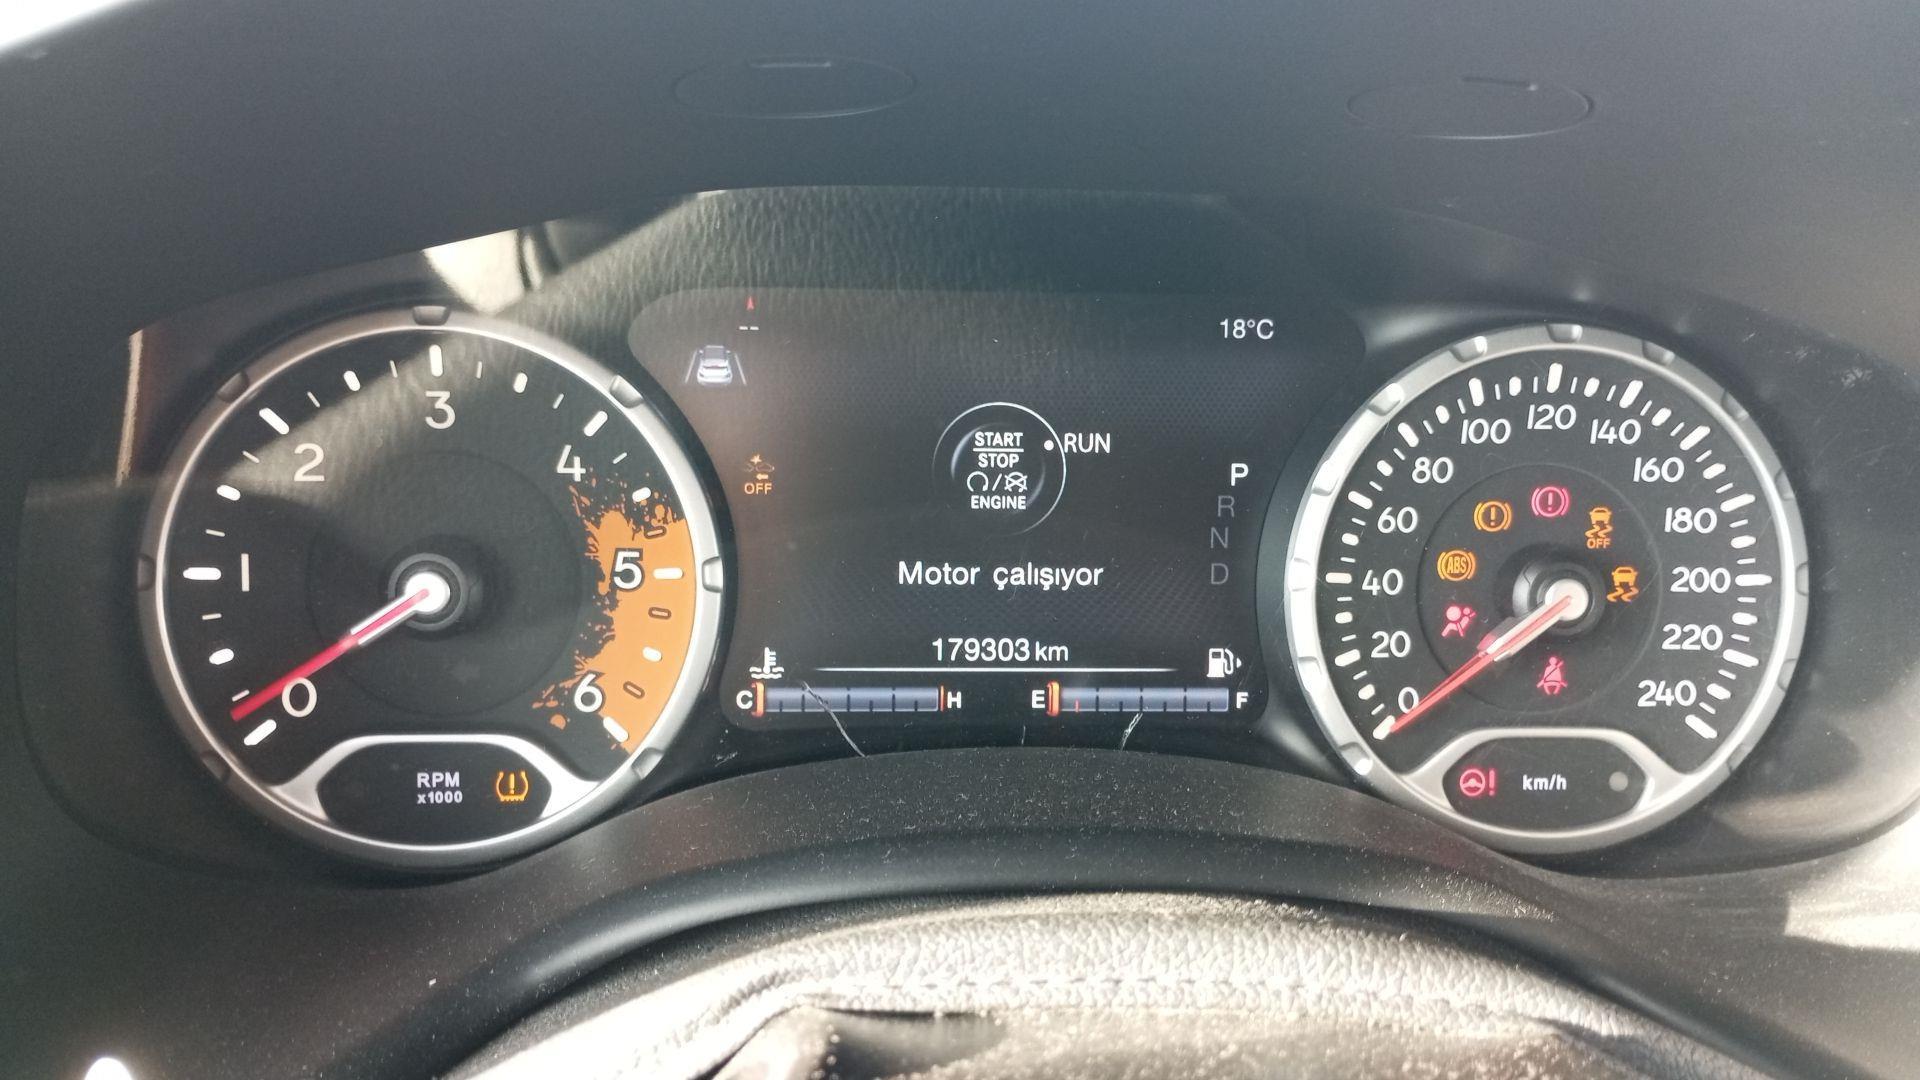 18°C
START
STOP
ENGINE
RUN
OFF
P
R
N
D
Motor çalışıyor
179303 km
C
H
E
F
0
1
2
3
4
5
6
RPM
x1000
0
20
40
60
80
100
120
140
160
180
200
220
240
ABS
OFF
km/h